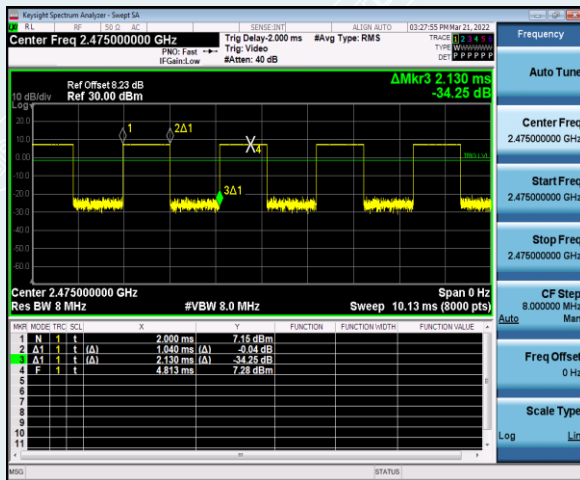 Keysight Spectrum Analyzer - Swept SA
RL RF 50 Ω AC SENSE:INT ALIGN AUTO 03:27:55 PM Mar 21, 2022
Center Freq 2.475000000 GHz
PNO: Fast
IFGain:Low
Trig Delay-2.000 ms
Trig: Video
#Atten: 40 dB
#Avg Type: RMS
TRACE 1 2 3 4 5 6
TYPE WWWWWW
DET P P P P P P
10 dB/div
Log
Ref Offset 8.23 dB
Ref 30.00 dBm
ΔMkr3 2.130 ms
-34.25 dB
20.0
10.0
0.00
-10.0
-20.0
-30.0
-40.0
-50.0
-60.0
1
2Δ1
4
3Δ1
TRIG LVL
Center 2.475000000 GHz
Res BW 8 MHz
#VBW 8.0 MHz
Span 0 Hz
Sweep 10.13 ms (8000 pts)
MKR MODE TRC SCL X Y FUNCTION FUNCTION WIDTH FUNCTION VALUE
1 N 1 t 2.000 ms 7.15 dBm
2 Δ1 1 t (Δ) 1.040 ms (Δ) -0.04 dB
3 Δ1 1 t (Δ) 2.130 ms (Δ) -34.25 dB
4 F 1 t 4.813 ms 7.28 dBm
5
6
7
8
9
10
11
MSG STATUS
Frequency
Auto Tune
Center Freq
2.475000000 GHz
Start Freq
2.475000000 GHz
Stop Freq
2.475000000 GHz
CF Step
8.000000 MHz
Auto Man
Freq Offset
0 Hz
Scale Type
Log Lin